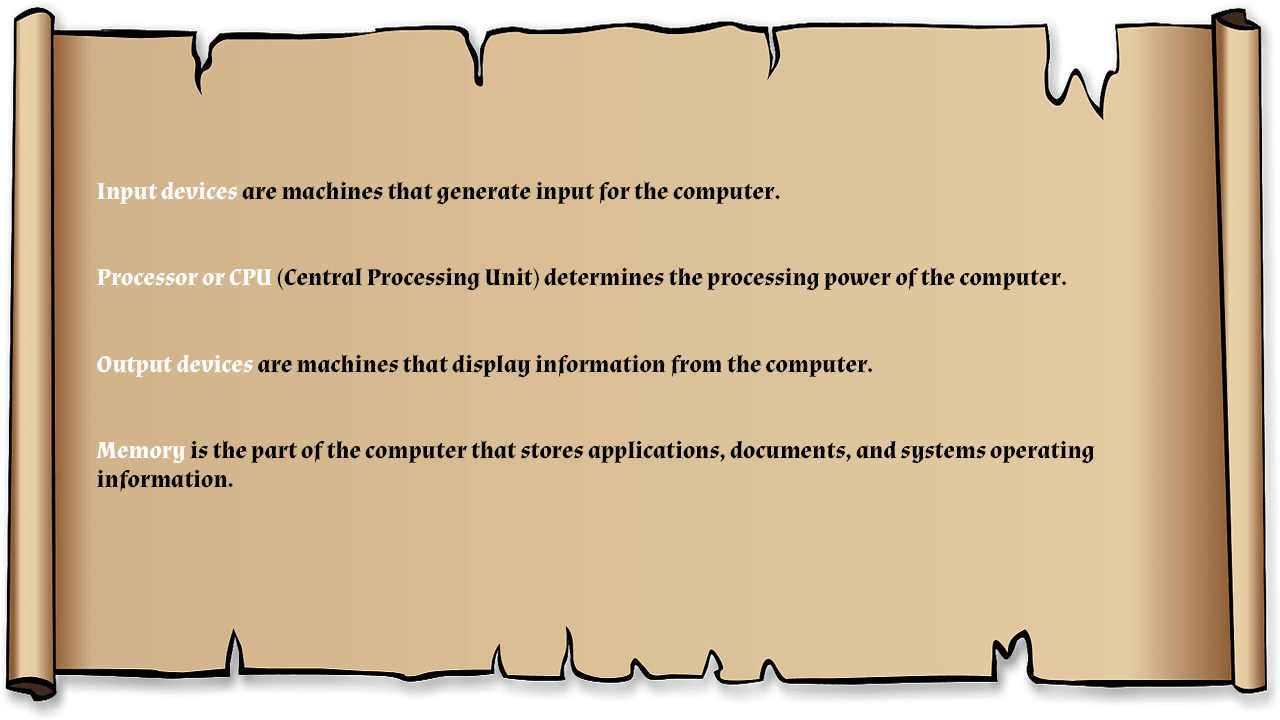 Input devices are machines that generate input for the computer.
Processor or CPU (Central Processing Unit) determines the processing power of the computer.
Output devices are machines that display information from the computer.
Memory is the part of the computer that stores applications, documents, and systems operating
information.